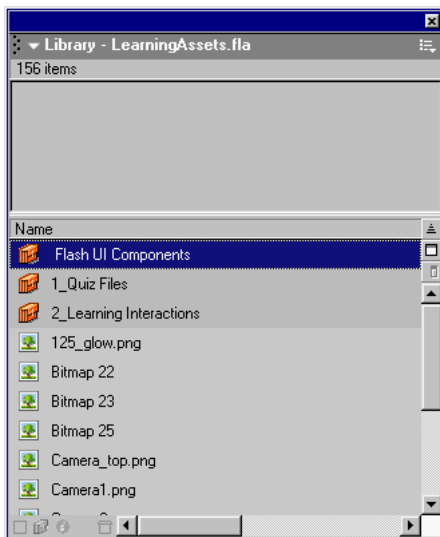 Library - LearningAssets.fla
156 items
Name
Flash UI Components
1_Quiz Files
2_Learning Interactions
125_glow.png
Bitmap 22
Bitmap 23
Bitmap 25
Camera_top.png
Camera1.png